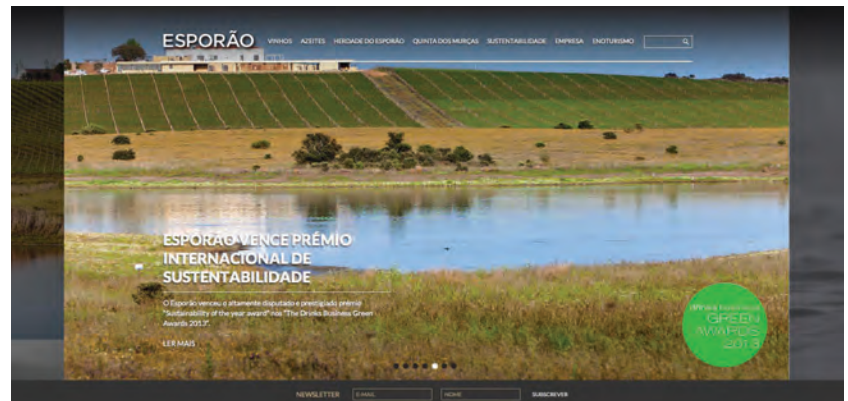 ESPORÃO
VINHOS AZEITES HERDADE DO ESPORÃO QUINTA DOS MURÇAS SUSTENTABILIDADE EMPRESA ENOTURISMO
ESPORÃO VENCE PRÉMIO
INTERNACIONAL DE
SUSTENTABILIDADE
O Esporão venceu o altamente disputado e prestigiado prémio
"Sustainability of the year award" nos "The Drinks Business Green
Awards 2013".
LER MAIS
GREEN
AWARDS
2013
NEWSLETTER E-MAIL NOME SUBSCREVER